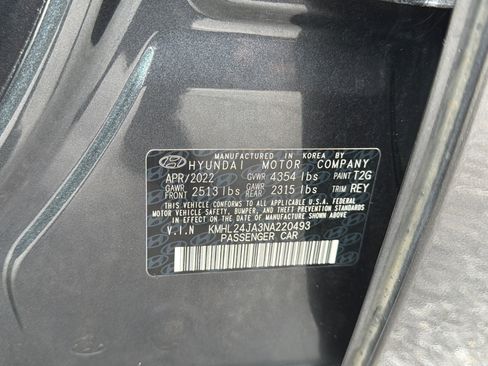 MANUFACTURED IN KOREA BY
HYUNDAI MOTOR COMPANY
APR/2022 GVWR 4354 lbs PAINT T2G
GAWR FRONT 2513 lbs GAWR REAR 2315 lbs TRIM REY
THIS VEHICLE CONFORMS TO ALL APPLICABLE U.S.A. FEDERAL
MOTOR VEHICLE SAFETY, BUMPER, AND THEFT PREVENTION STANDARDS
IN EFFECT ON THE DATE OF MANUFACTURE SHOWN ABOVE.
V.I.N KMHL24JA3NA220493
PASSENGER CAR